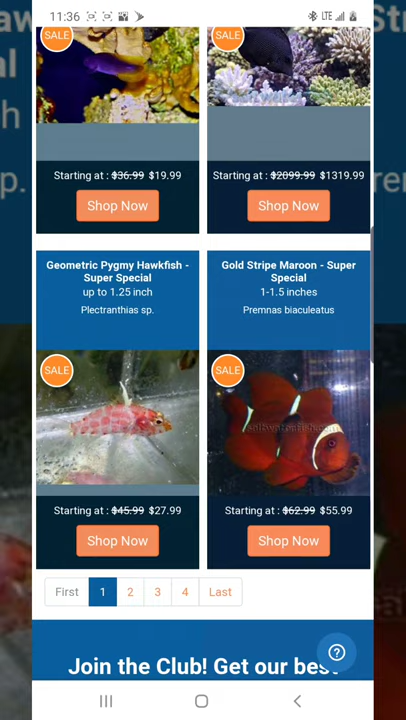 11:36
LTE
SALE
SALE
Starting at : $36.99 $19.99
Starting at : $2099.99 $1319.99
Shop Now
Shop Now
Geometric Pygmy Hawkfish - Super Special
up to 1.25 inch
Plectranthias sp.
Gold Stripe Maroon - Super Special
1-1.5 inches
Premnas biaculeatus
SALE
SALE
Starting at : $45.99 $27.99
Starting at : $62.99 $55.99
Shop Now
Shop Now
First 1 2 3 4 Last
Join the Club! Get our best
?